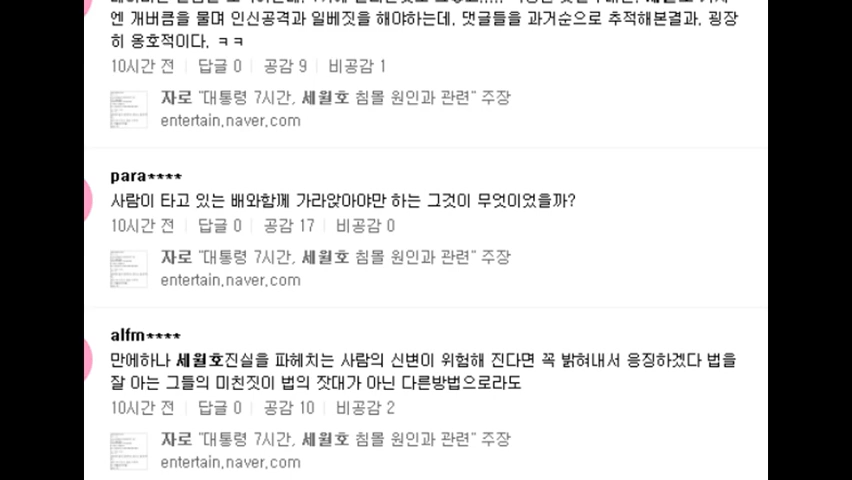 엔 개버큼을 물며 인신공격과 일베짓을 해야하는데, 댓글들을 과거순으로 추적해본결과, 굉장
히 옹호적이다. ㅋㅋ
10시간 전 답글 0 공감 9 비공감 1
자로 "대통령 7시간, 세월호 침몰 원인과 관련" 주장
entertain.naver.com
para****
사람이 타고 있는 배와함께 가라앉아야만 하는 그것이 무엇이었을까?
10시간 전 답글 0 공감 17 비공감 0
자로 "대통령 7시간, 세월호 침몰 원인과 관련" 주장
entertain.naver.com
alfm****
만에하나 세월호진실을 파헤치는 사람의 신변이 위험해 진다면 꼭 밝혀내서 응징하겠다 법을
잘 아는 그들의 미친짓이 법의 잣대가 아닌 다른방법으로라도
10시간 전 답글 0 공감 10 비공감 2
자로 "대통령 7시간, 세월호 침몰 원인과 관련" 주장
entertain.naver.com